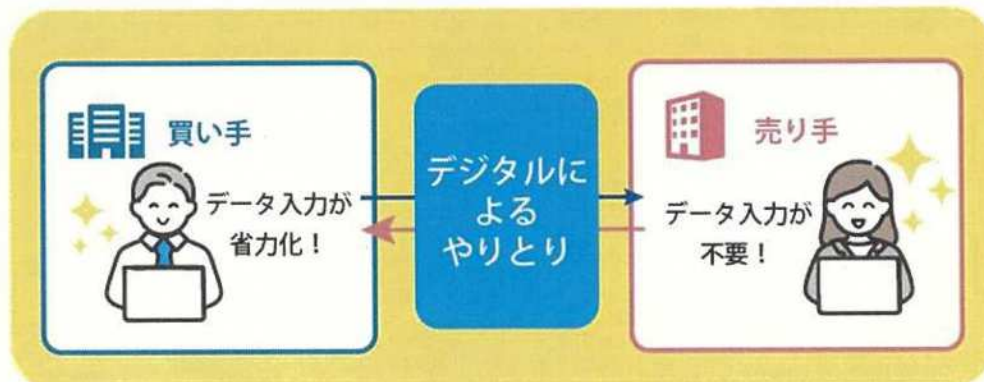 買い手
データ入力が
省力化！
デジタルに
よる
やりとり
売り手
データ入力が
不要！